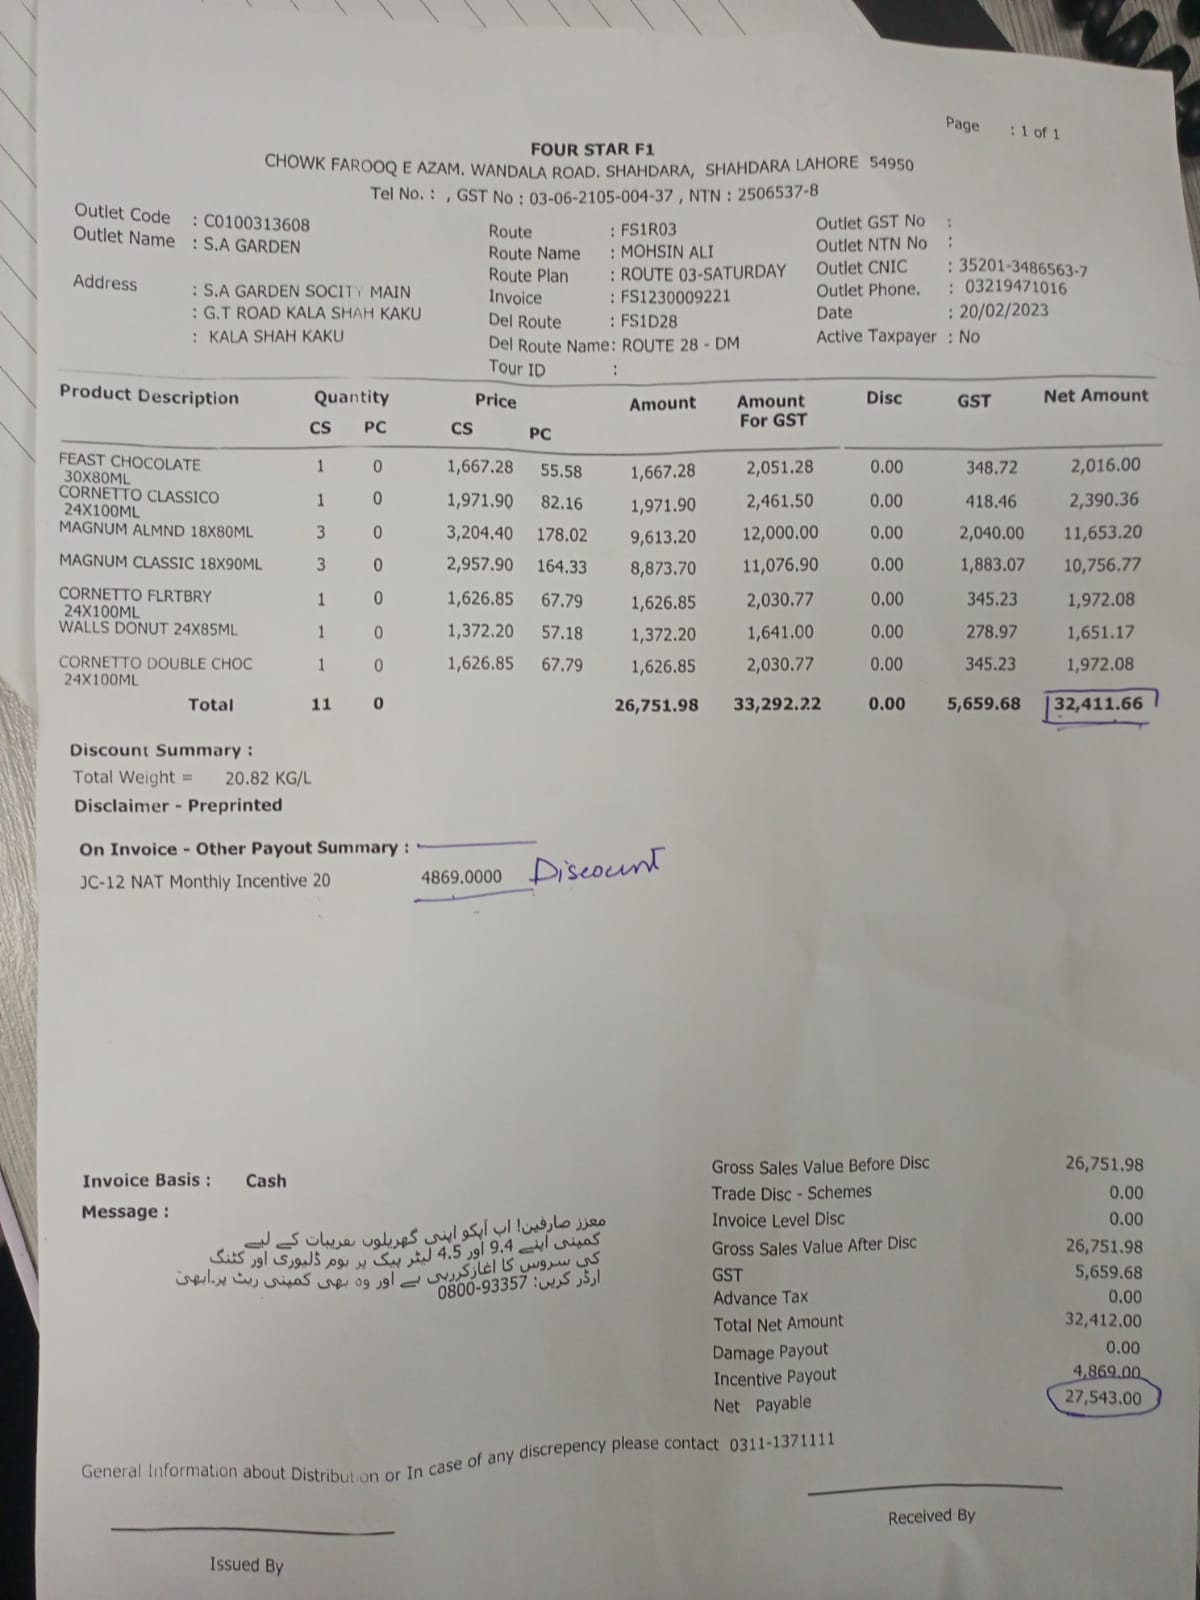 Page : 1 of 1
FOUR STAR F1
CHOWK FAROOQ E AZAM. WANDALA ROAD. SHAHDARA, SHAHDARA LAHORE 54950
Tel No. : , GST No : 03-06-2105-004-37 , NTN : 2506537-8
Outlet Code : C0100313608
Outlet Name : S.A GARDEN
Address : S.A GARDEN SOCITY MAIN
: G.T ROAD KALA SHAH KAKU
: KALA SHAH KAKU
Route : FS1R03
Route Name : MOHSIN ALI
Route Plan : ROUTE 03-SATURDAY
Invoice : FS1230009221
Del Route : FS1D28
Del Route Name: ROUTE 28 - DM
Tour ID :
Outlet GST No :
Outlet NTN No :
Outlet CNIC : 35201-3486563-7
Outlet Phone. : 03219471016
Date : 20/02/2023
Active Taxpayer : No
Product Description Quantity Price Amount Amount For GST Disc GST Net Amount
CS PC CS PC
FEAST CHOCOLATE 1 0 1,667.28 55.58 1,667.28 2,051.28 0.00 348.72 2,016.00
30X80ML
CORNETTO CLASSICO 1 0 1,971.90 82.16 1,971.90 2,461.50 0.00 418.46 2,390.36
24X100ML
MAGNUM ALMND 18X80ML 3 0 3,204.40 178.02 9,613.20 12,000.00 0.00 2,040.00 11,653.20
MAGNUM CLASSIC 18X90ML 3 0 2,957.90 164.33 8,873.70 11,076.90 0.00 1,883.07 10,756.77
CORNETTO FLRTBRY 1 0 1,626.85 67.79 1,626.85 2,030.77 0.00 345.23 1,972.08
24X100ML
WALLS DONUT 24X85ML 1 0 1,372.20 57.18 1,372.20 1,641.00 0.00 278.97 1,651.17
CORNETTO DOUBLE CHOC 1 0 1,626.85 67.79 1,626.85 2,030.77 0.00 345.23 1,972.08
24X100ML
Total 11 0 26,751.98 33,292.22 0.00 5,659.68 32,411.66
Discount Summary :
Total Weight = 20.82 KG/L
Disclaimer - Preprinted
On Invoice - Other Payout Summary :
JC-12 NAT Monthly Incentive 20 4869.0000 Discount
Invoice Basis : Cash
Message :
معزز صارفین! اب آپکو اپنی گھریلوں تقریبات کے لیے
کمپنی اپنے 9.4 اور 4.5 لیٹر پیک پر ہوم ڈلیوری اور کٹنگ
کی سروس کا آغازکررہی ہے اور وہ بھی کمپنی ریٹ پر۔ابھی
آرڈر کریں: 0800-93357
Gross Sales Value Before Disc 26,751.98
Trade Disc - Schemes 0.00
Invoice Level Disc 0.00
Gross Sales Value After Disc 26,751.98
GST 5,659.68
Advance Tax 0.00
Total Net Amount 32,412.00
Damage Payout 0.00
Incentive Payout 4,869.00
Net Payable 27,543.00
General Information about Distribution or In case of any discrepency please contact 0311-1371111
Issued By
Received By